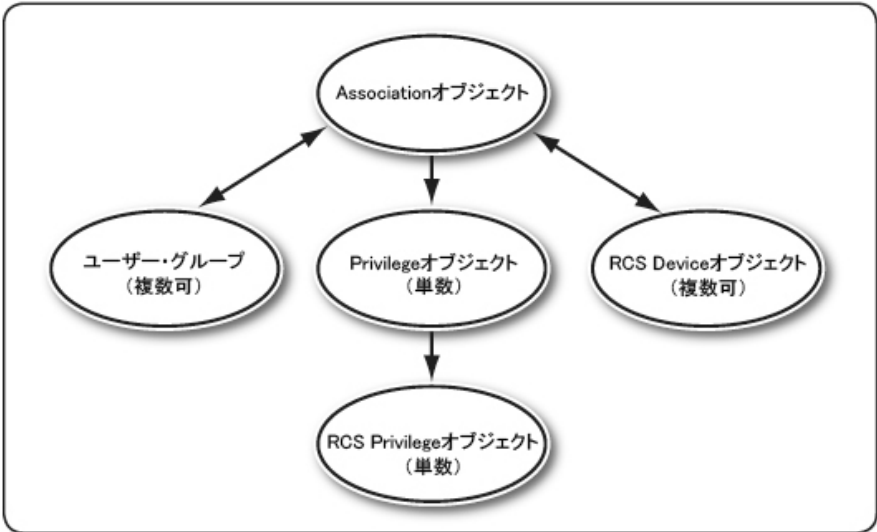 Associationオブジェクト
ユーザー・グループ
（複数可）
Privilegeオブジェクト
（単数）
RCS Deviceオブジェクト
（複数可）
RCS Privilegeオブジェクト
（単数）